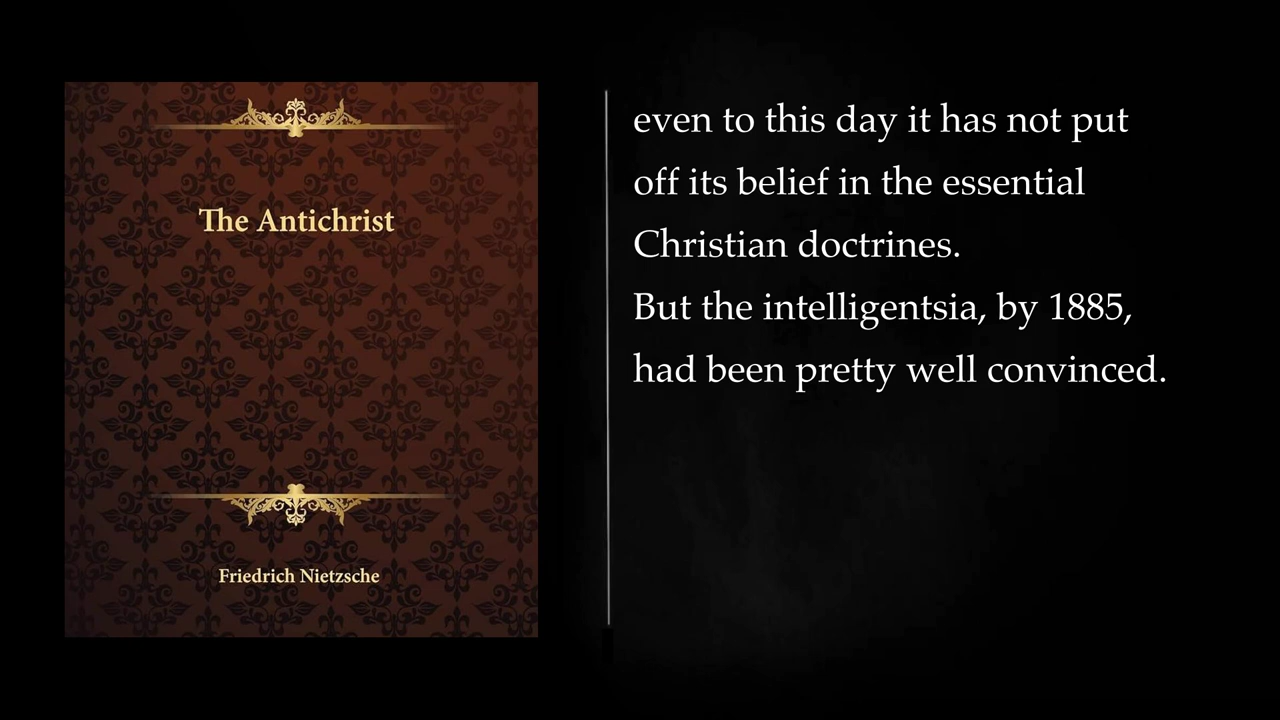 The Antichrist
Friedrich Nietzsche
even to this day it has not put
off its belief in the essential
Christian doctrines.
But the intelligentsia, by 1885,
had been pretty well convinced.